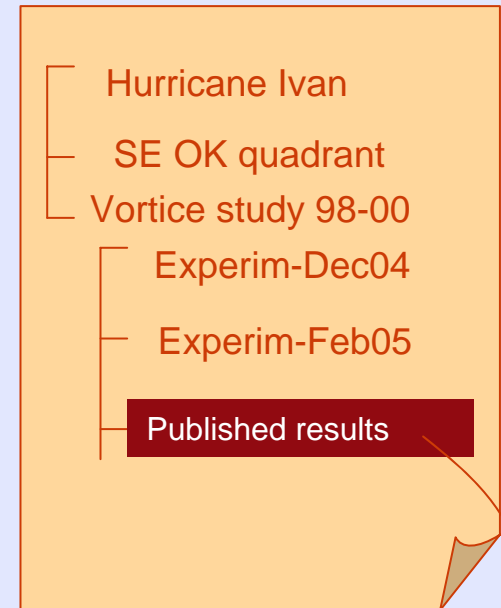 Hurricane Ivan
SE OK quadrant
Vortice study 98-00
Experim-Dec04
Experim-Feb05
Published results